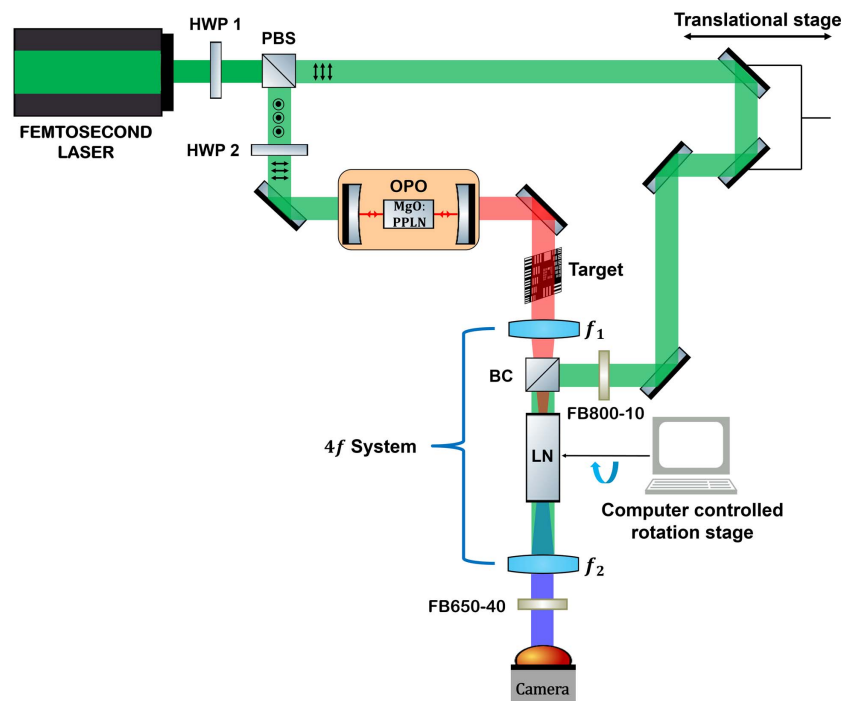 Translational stage
HWP 1
PBS
FEMTOSECOND
LASER
HWP 2
OPO
MgO:
PPLN
Target
f₁
BC
FB800-10
4f System
LN
Computer controlled
rotation stage
f₂
FB650-40
Camera